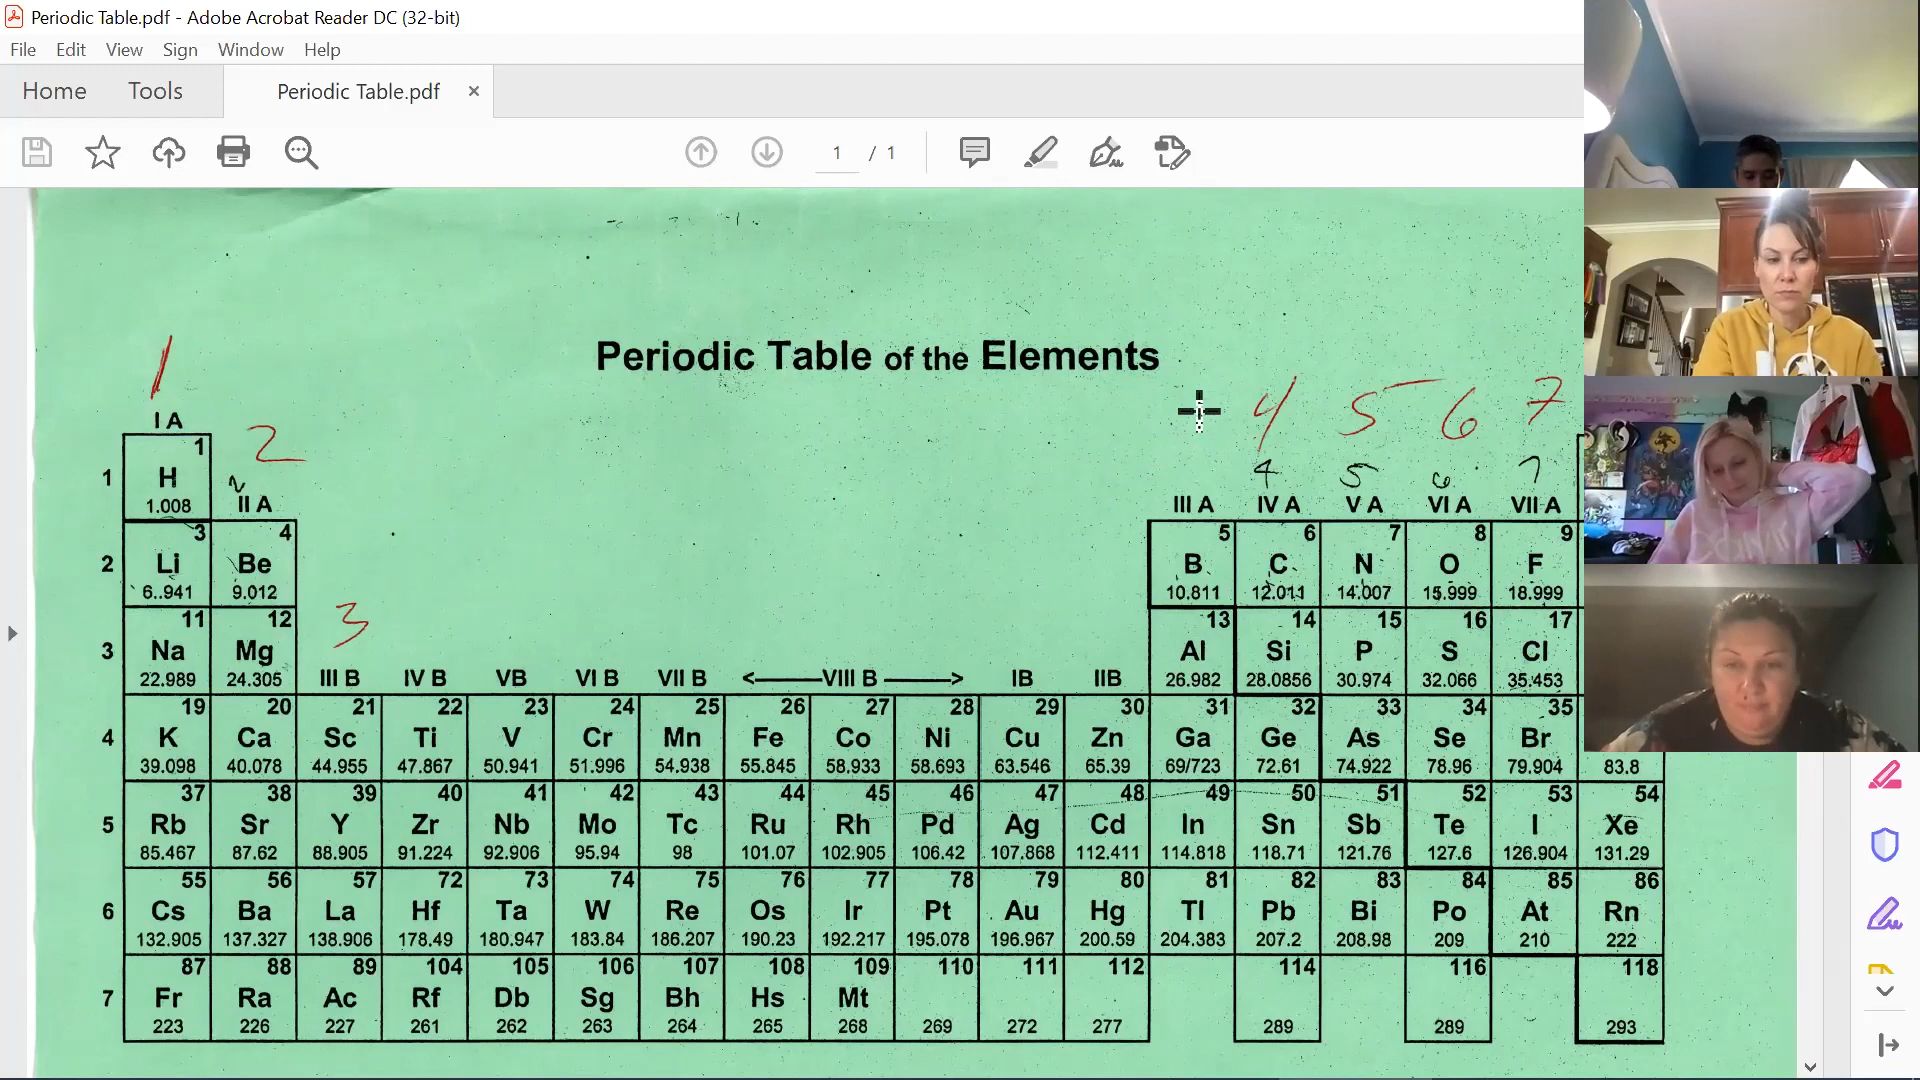 Periodic Table.pdf - Adobe Acrobat Reader DC (32-bit)
File Edit View Sign Window Help
Home Tools Periodic Table.pdf ×
1 / 1
Periodic Table of the Elements
1 4 5 6 7
I A 2
2 4 5 6 7
II A III A IV A V A VI A VII A
1 5 6 7 8 9
1 H
1.008
3 4
2 Li Be B C N O F
6..941 9.012 10.811 12.011 14.007 15.999 18.999
3
11 12 13 14 15 16 17
3 Na Mg Al Si P S Cl
22.989 24.305 III B IV B VB VI B VII B <——VIII B——> IB IIB 26.982 28.0856 30.974 32.066 35.453
19 20 21 22 23 24 25 26 27 28 29 30 31 32 33 34 35
4 K Ca Sc Ti V Cr Mn Fe Co Ni Cu Zn Ga Ge As Se Br
39.098 40.078 44.955 47.867 50.941 51.996 54.938 55.845 58.933 58.693 63.546 65.39 69/723 72.61 74.922 78.96 79.904 83.8
37 38 39 40 41 42 43 44 45 46 47 48 49 50 51 52 53 54
5 Rb Sr Y Zr Nb Mo Tc Ru Rh Pd Ag Cd In Sn Sb Te I Xe
85.467 87.62 88.905 91.224 92.906 95.94 98 101.07 102.905 106.42 107.868 112.411 114.818 118.71 121.76 127.6 126.904 131.29
55 56 57 72 73 74 75 76 77 78 79 80 81 82 83 84 85 86
6 Cs Ba La Hf Ta W Re Os Ir Pt Au Hg Tl Pb Bi Po At Rn
132.905 137.327 138.906 178.49 180.947 183.84 186.207 190.23 192.217 195.078 196.967 200.59 204.383 207.2 208.98 209 210 222
87 88 89 104 105 106 107 108 109 110 111 112 114 116 118
7 Fr Ra Ac Rf Db Sg Bh Hs Mt
223 226 227 261 262 263 264 265 268 269 272 277 289 289 293